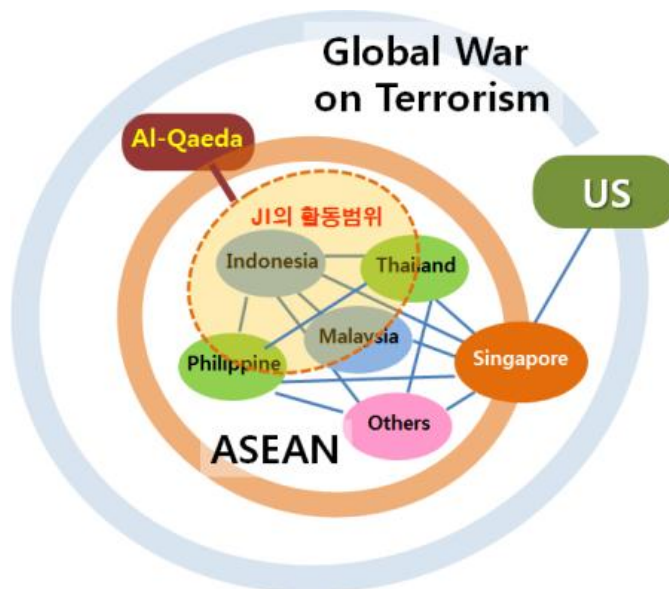 Global War
on Terrorism
Al-Qaeda
US
JI의 활동범위
Indonesia
Thailand
Malaysia
Philippine
Singapore
Others
ASEAN